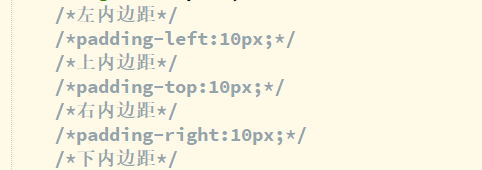 /*左内边距*/
/*padding-left:10px;*/
/*上内边距*/
/*padding-top:10px;*/
/*右内边距*/
/*padding-right:10px;*/
/*下内边距*/